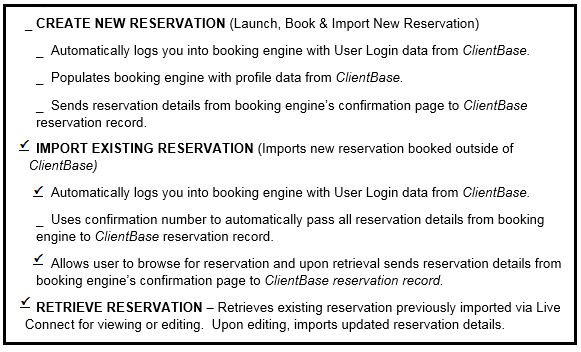 _ CREATE NEW RESERVATION (Launch, Book & Import New Reservation)
_ Automatically logs you into booking engine with User Login data from ClientBase.
_ Populates booking engine with profile data from ClientBase.
_ Sends reservation details from booking engine's confirmation page to ClientBase
reservation record.
✓ IMPORT EXISTING RESERVATION (Imports new reservation booked outside of
ClientBase)
✓ Automatically logs you into booking engine with User Login data from ClientBase.
_ Uses confirmation number to automatically pass all reservation details from booking
engine to ClientBase reservation record.
✓ Allows user to browse for reservation and upon retrieval sends reservation details from
booking engine's confirmation page to ClientBase reservation record.
✓ RETRIEVE RESERVATION – Retrieves existing reservation previously imported via Live
Connect for viewing or editing. Upon editing, imports updated reservation details.